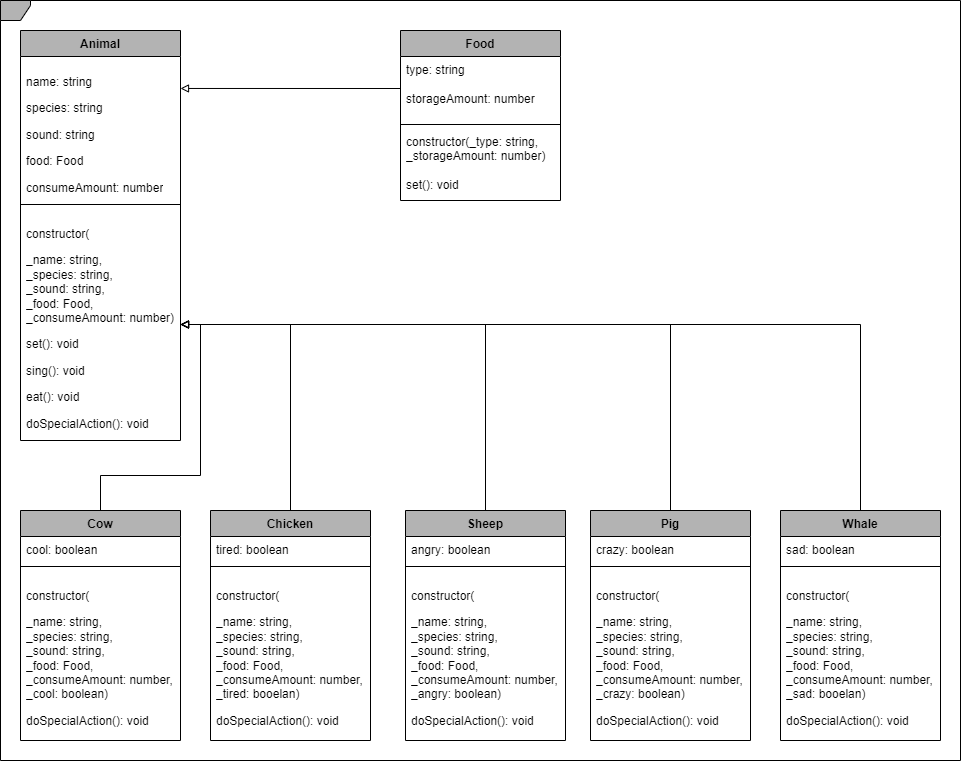 Animal
name: string
species: string
sound: string
food: Food
consumeAmount: number
constructor(
_name: string,
_species: string,
_sound: string,
_food: Food,
_consumeAmount: number)
set(): void
sing(): void
eat(): void
doSpecialAction(): void
Food
type: string
storageAmount: number
constructor(_type: string,
_storageAmount: number)
set(): void
Cow
cool: boolean
constructor(
_name: string,
_species: string,
_sound: string,
_food: Food,
_consumeAmount: number,
_cool: boolean)
doSpecialAction(): void
Chicken
tired: boolean
constructor(
_name: string,
_species: string,
_sound: string,
_food: Food,
_consumeAmount: number,
_tired: booelan)
doSpecialAction(): void
Sheep
angry: boolean
constructor(
_name: string,
_species: string,
_sound: string,
_food: Food,
_consumeAmount: number,
_angry: boolean)
doSpecialAction(): void
Pig
crazy: boolean
constructor(
_name: string,
_species: string,
_sound: string,
_food: Food,
_consumeAmount: number,
_crazy: boolean)
doSpecialAction(): void
Whale
sad: boolean
constructor(
_name: string,
_species: string,
_sound: string,
_food: Food,
_consumeAmount: number,
_sad: booelan)
doSpecialAction(): void